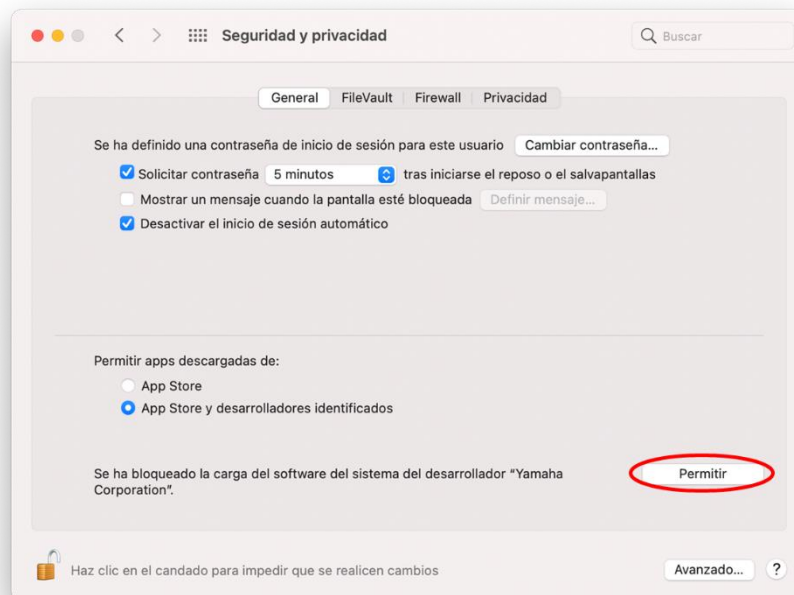 Seguridad y privacidad
Buscar
General FileVault Firewall Privacidad
Se ha definido una contraseña de inicio de sesión para este usuario Cambiar contraseña...
Solicitar contraseña 5 minutos tras iniciarse el reposo o el salvapantallas
Mostrar un mensaje cuando la pantalla esté bloqueada Definir mensaje...
Desactivar el inicio de sesión automático
Permitir apps descargadas de:
App Store
App Store y desarrolladores identificados
Se ha bloqueado la carga del software del sistema del desarrollador “Yamaha
Corporation”.
Permitir
Haz clic en el candado para impedir que se realicen cambios
Avanzado... ?